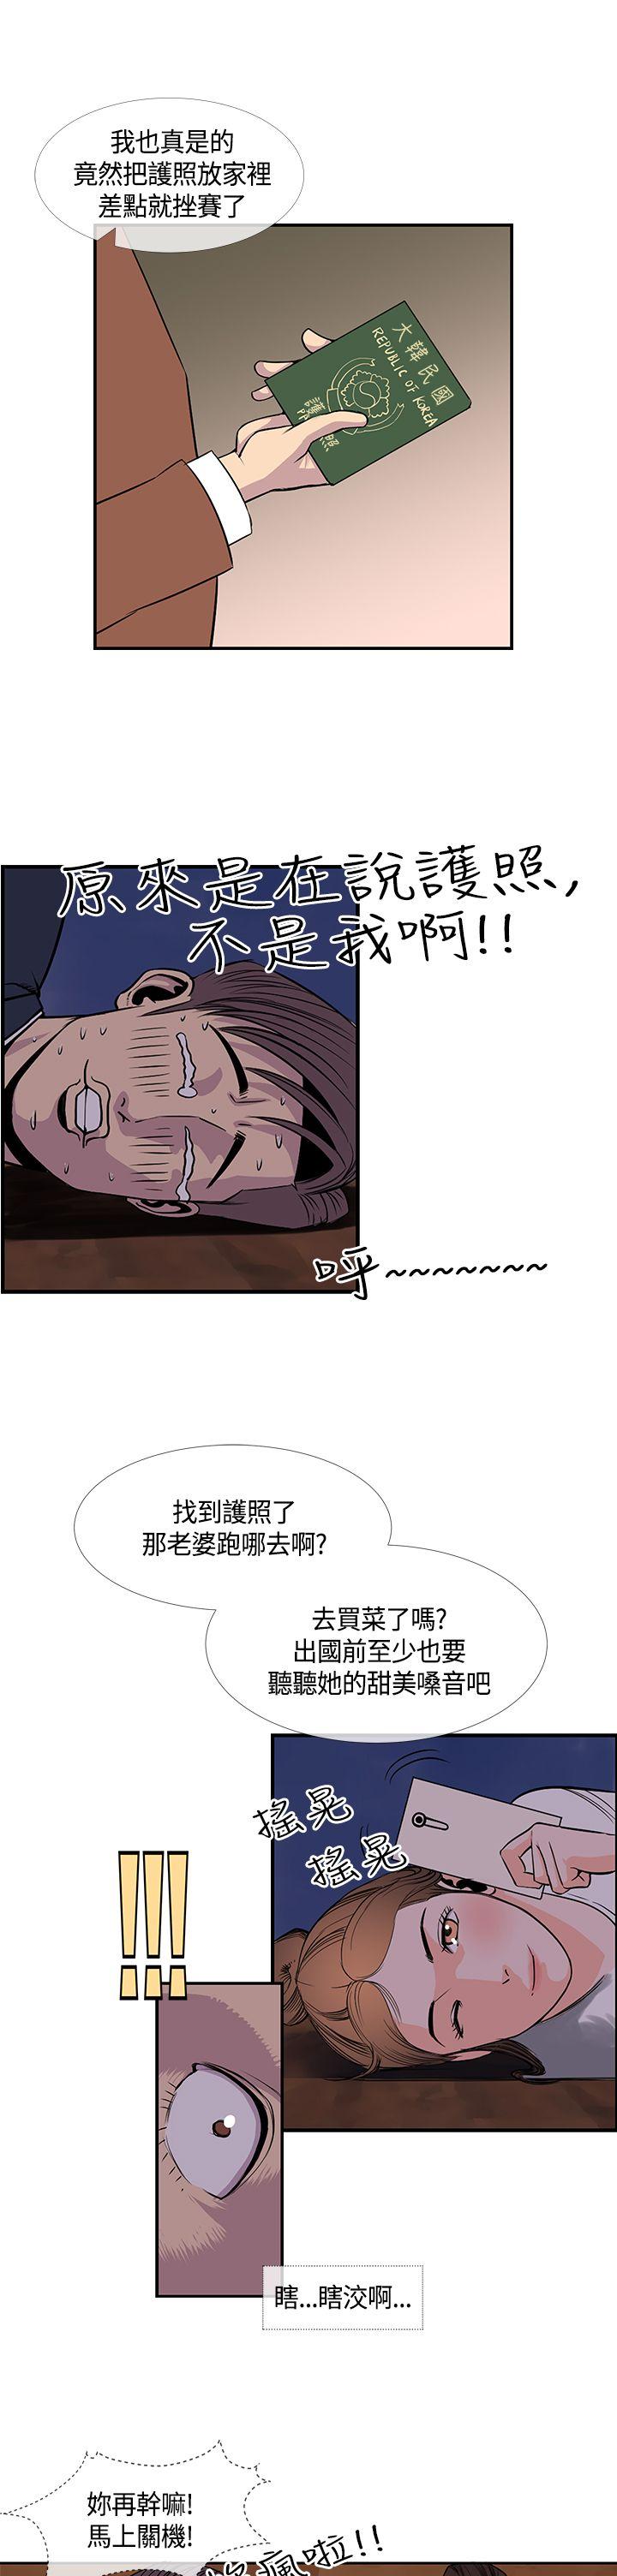 我也真是的
竟然把護照放家裡
差點就挫賽了
大韓民國
REPUBLIC OF KOREA
護照
原來是在說護照,
不是我啊!!
呼~~~~~~~
找到護照了
那老婆跑哪去啊?
去買菜了嗎?
出國前至少也要
聽聽她的甜美嗓音吧
搖晃
搖晃
!!!
瞎...瞎洨啊...
妳再幹嘛!
馬上關機!
瘋啦!!